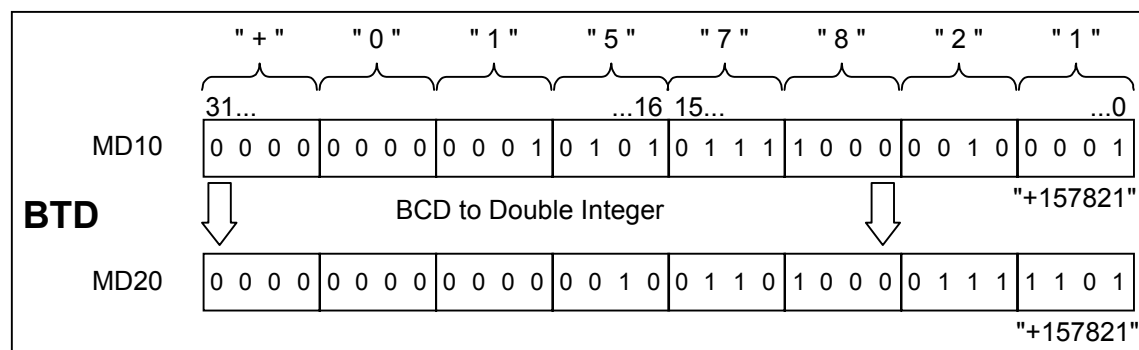 " + " " 0 " " 1 " " 5 " " 7 " " 8 " " 2 " " 1 "
31... ...16 15... ...0
MD10 0 0 0 0 0 0 0 0 0 0 0 1 0 1 0 1 0 1 1 1 1 0 0 0 0 0 1 0 0 0 0 1
"+157821"
BTD BCD to Double Integer
MD20 0 0 0 0 0 0 0 0 0 0 0 0 0 0 1 0 0 1 1 0 1 0 0 0 0 1 1 1 1 1 0 1
"+157821"